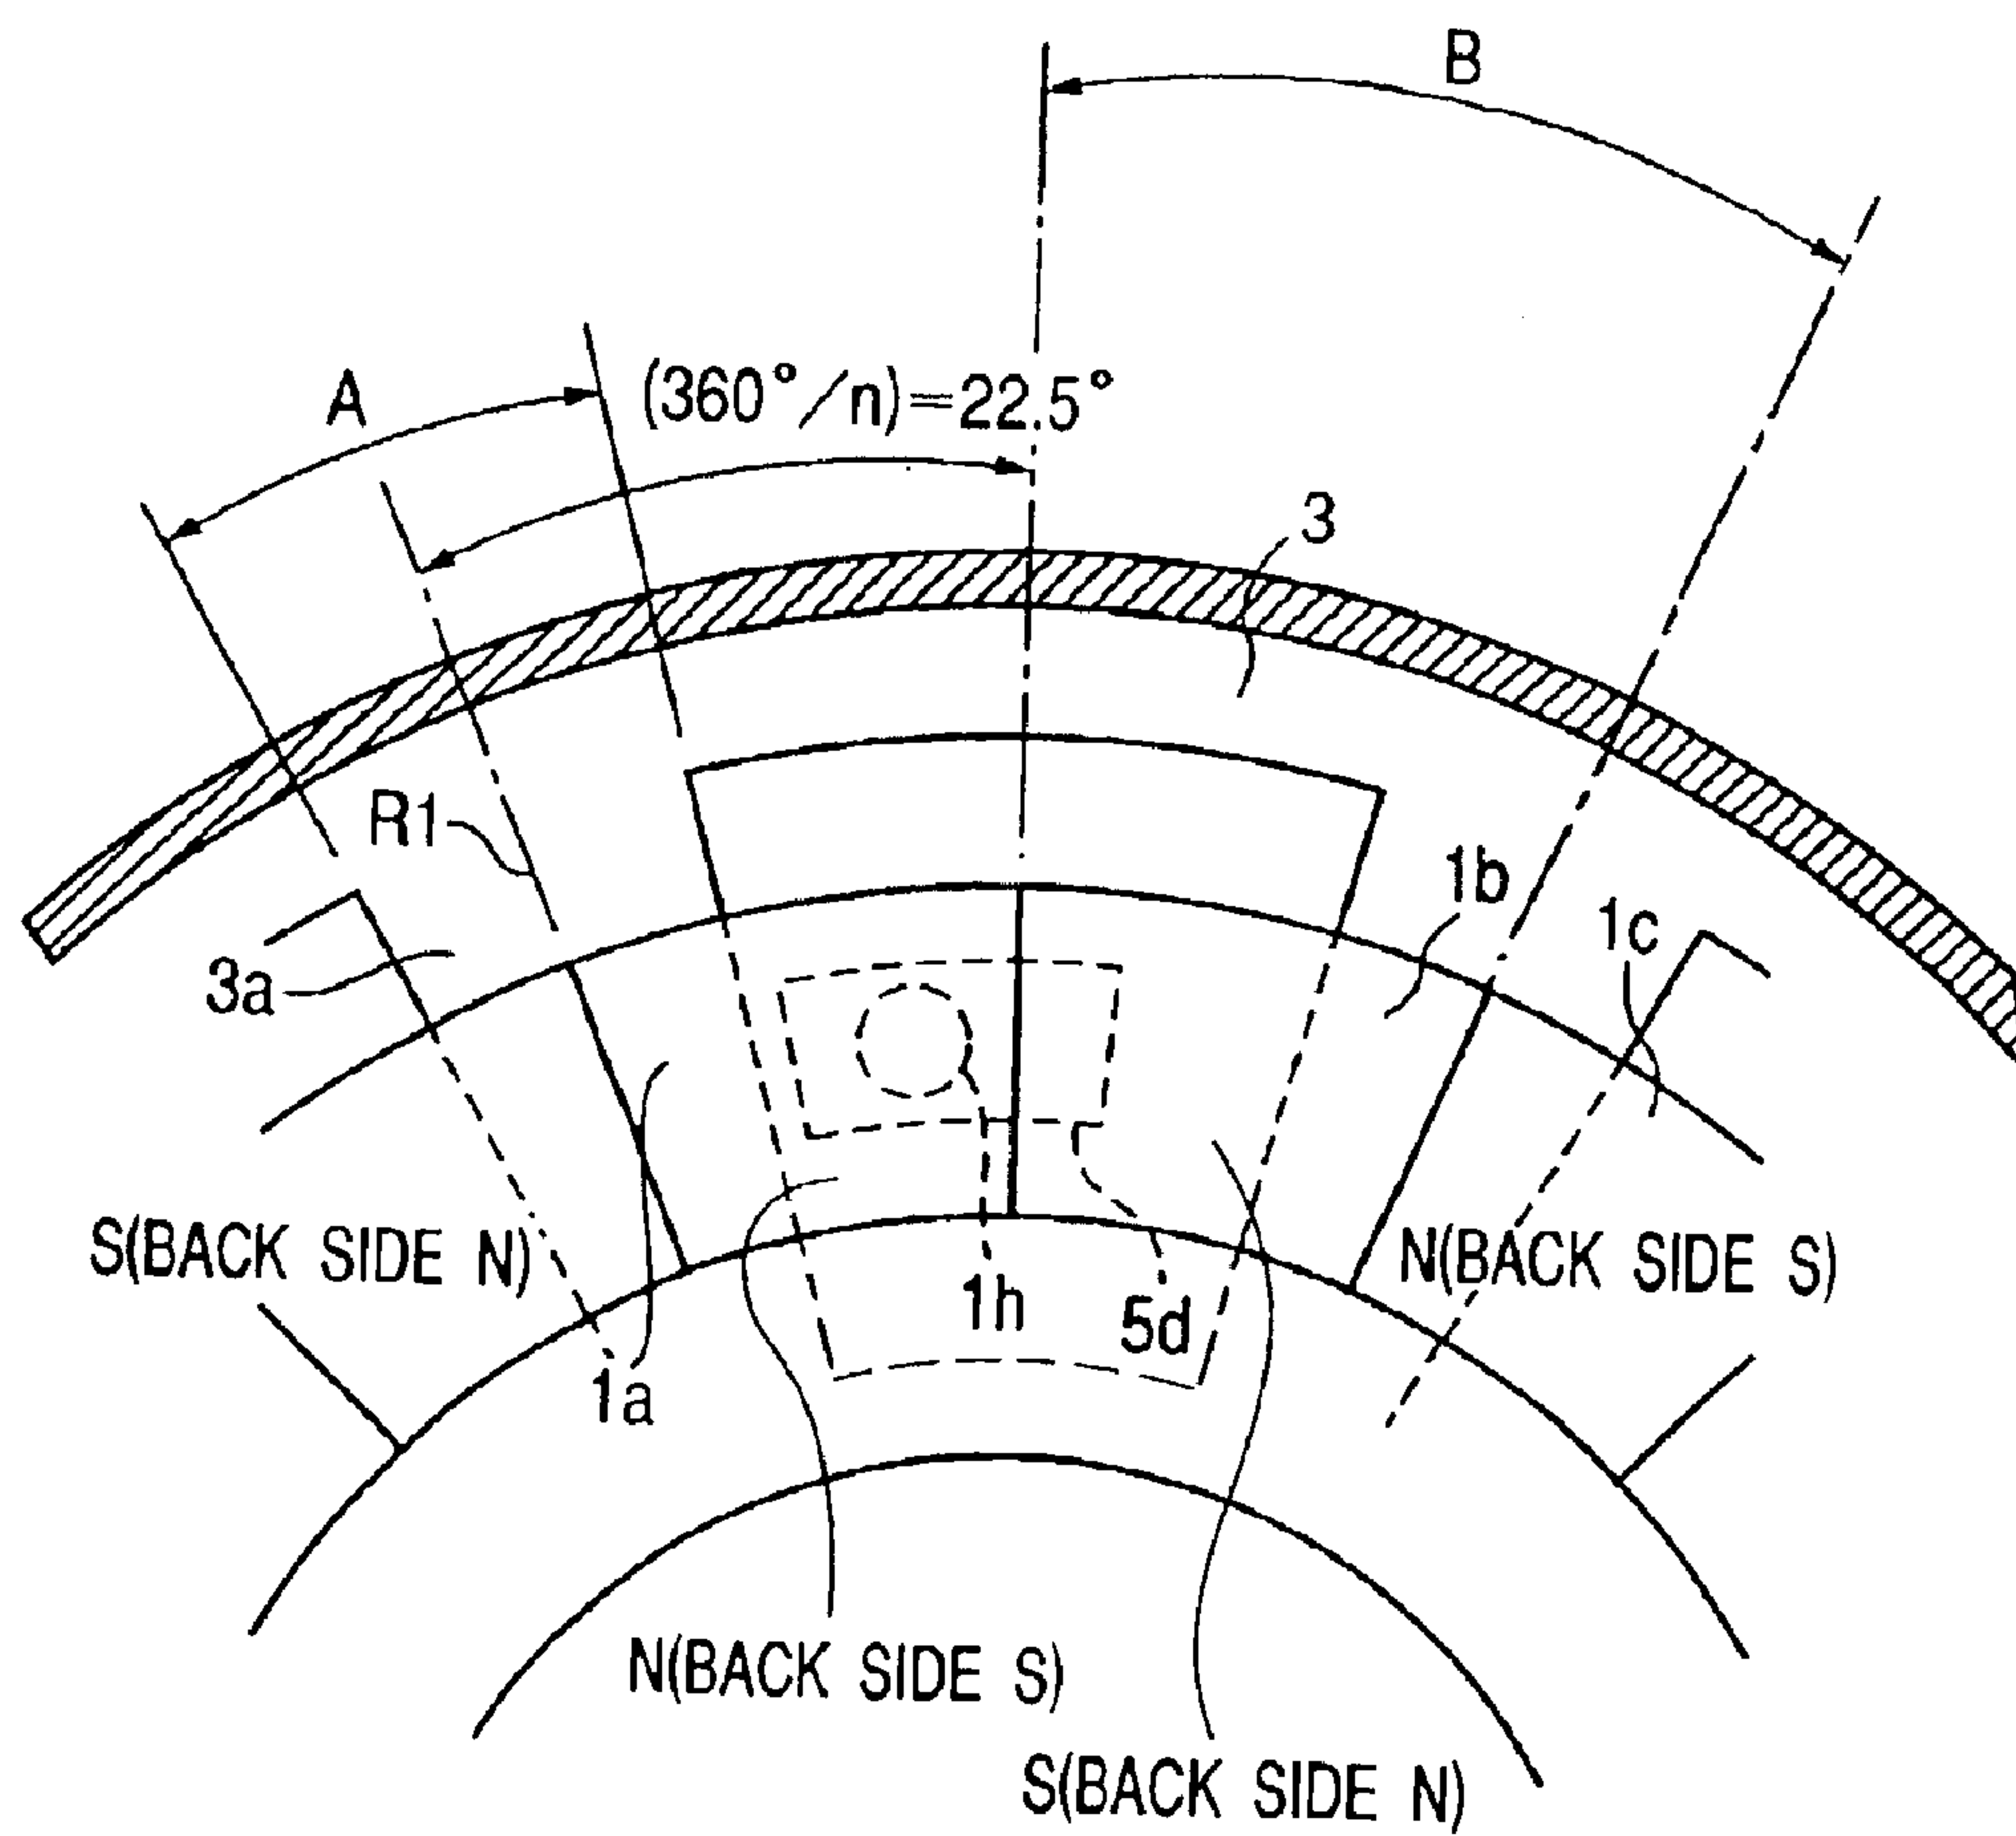 B
A
(360°/n)=22.5°
3
R1
1b
1c
3a
S(BACK SIDE N)
N(BACK SIDE S)
1h
5d
1a
N(BACK SIDE S)
S(BACK SIDE N)